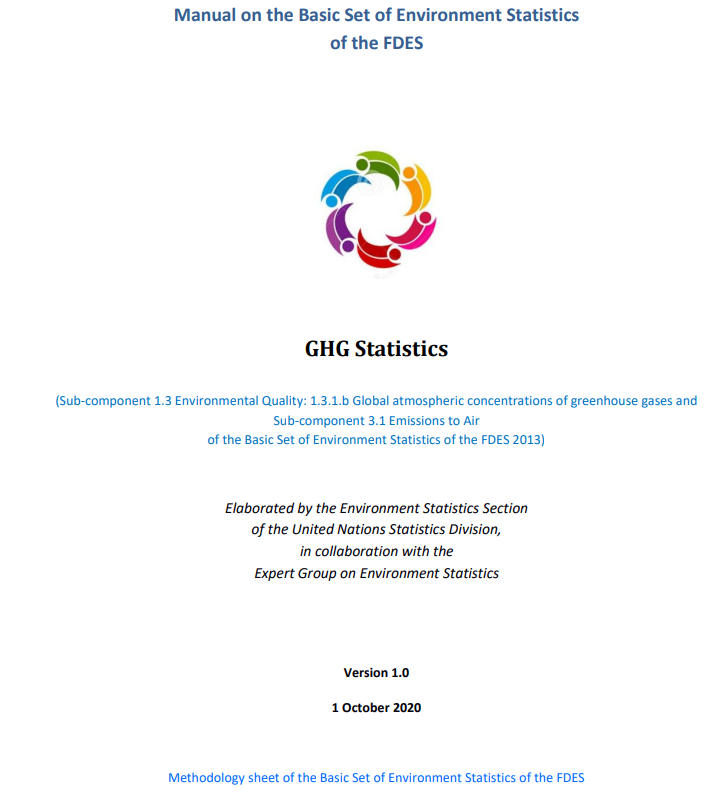 Manual on the Basic Set of Environment Statistics
of the FDES
GHG Statistics
(Sub-component 1.3 Environmental Quality: 1.3.1.b Global atmospheric concentrations of greenhouse gases and
Sub-component 3.1 Emissions to Air
of the Basic Set of Environment Statistics of the FDES 2013)
Elaborated by the Environment Statistics Section
of the United Nations Statistics Division,
in collaboration with the
Expert Group on Environment Statistics
Version 1.0
1 October 2020
Methodology sheet of the Basic Set of Environment Statistics of the FDES